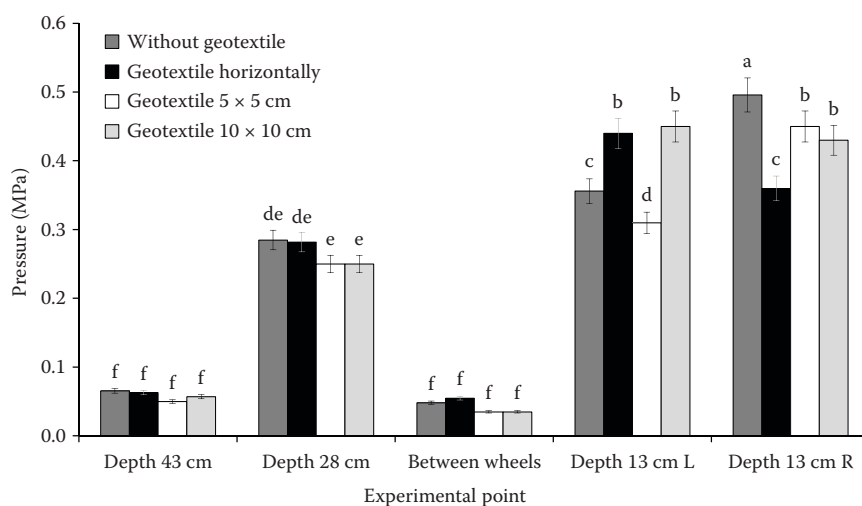 0.6
0.5
0.4
0.3
0.2
0.1
0.0
Pressure (MPa)
Without geotextile
Geotextile horizontally
Geotextile 5 × 5 cm
Geotextile 10 × 10 cm
f f f f
de de e e
f f f f
c b d b
a c b b
Depth 43 cm Depth 28 cm Between wheels Depth 13 cm L Depth 13 cm R
Experimental point